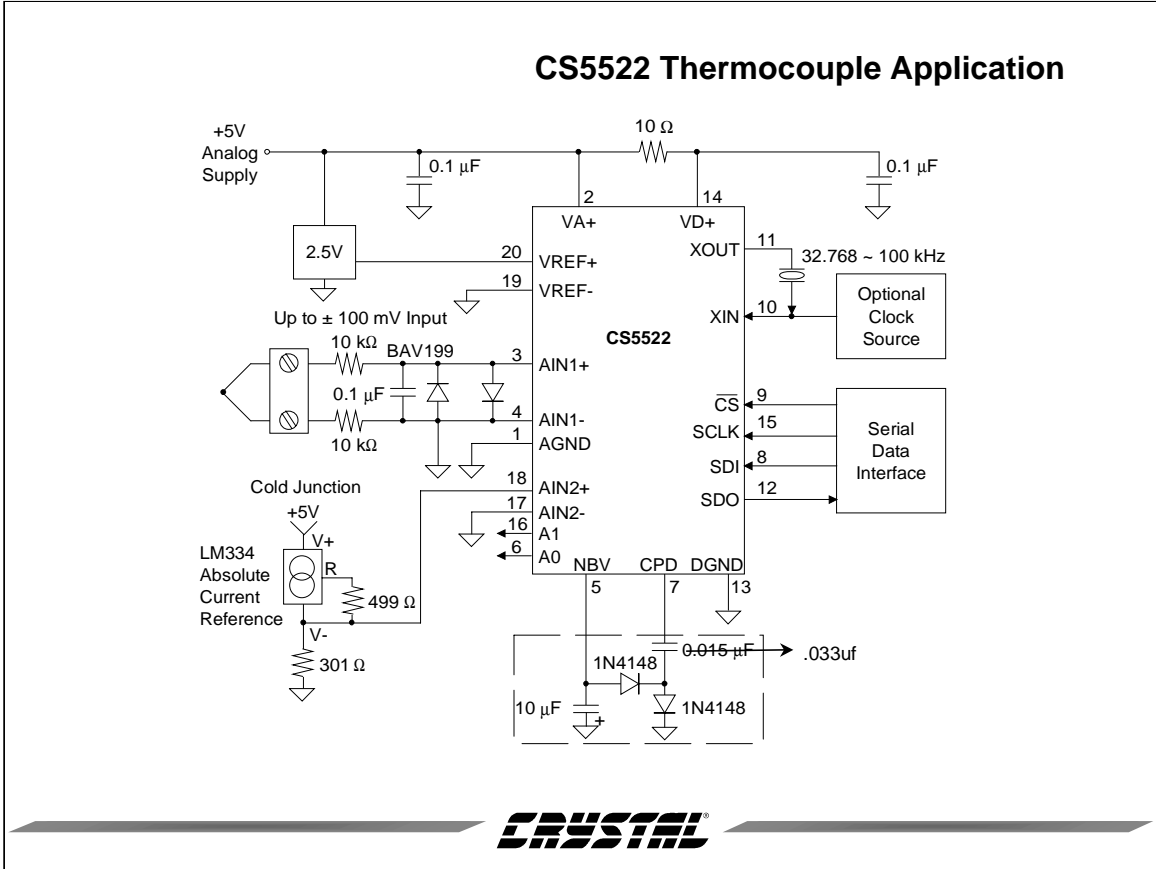 CS5522 Thermocouple Application
+5V
Analog
Supply
10 Ω
0.1 µF
0.1 µF
2
14
VA+
VD+
2.5V
20
VREF+
19
VREF-
XOUT
11
32.768 ~ 100 kHz
XIN
10
Optional
Clock
Source
CS5522
Up to ± 100 mV Input
10 kΩ
BAV199
3
AIN1+
0.1 µF
4
AIN1-
10 kΩ
1
AGND
CS
9
SCLK
15
SDI
8
SDO
12
Serial
Data
Interface
18
AIN2+
17
AIN2-
16
A1
6
A0
Cold Junction
+5V
V+
LM334
Absolute
Current
Reference
R
499 Ω
V-
301 Ω
NBV
CPD
DGND
5
7
13
0.015 µF
.033uf
1N4148
10 µF
+
1N4148
CRYSTAL®